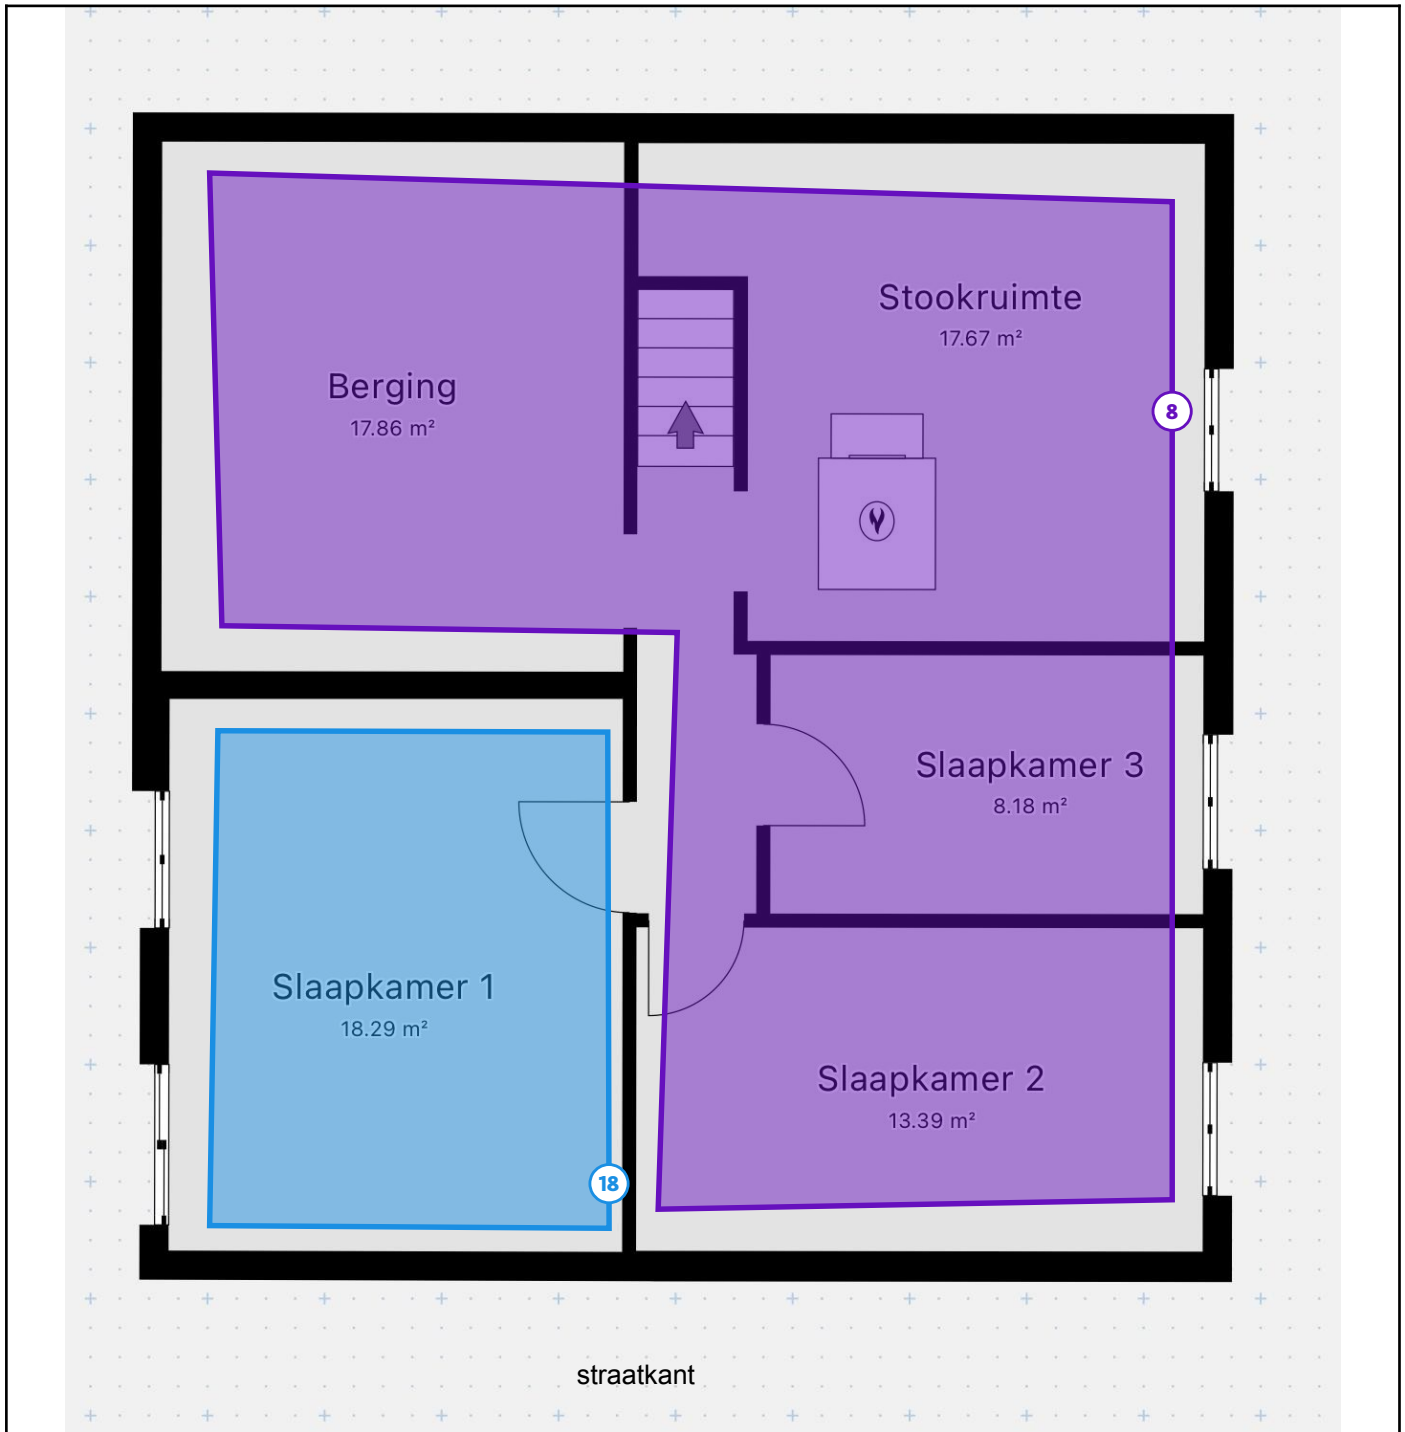 Stookruimte
17.67 m²
Berging
17.86 m²
8
Slaapkamer 3
8.18 m²
Slaapkamer 1
18.29 m²
Slaapkamer 2
13.39 m²
18
straatkant